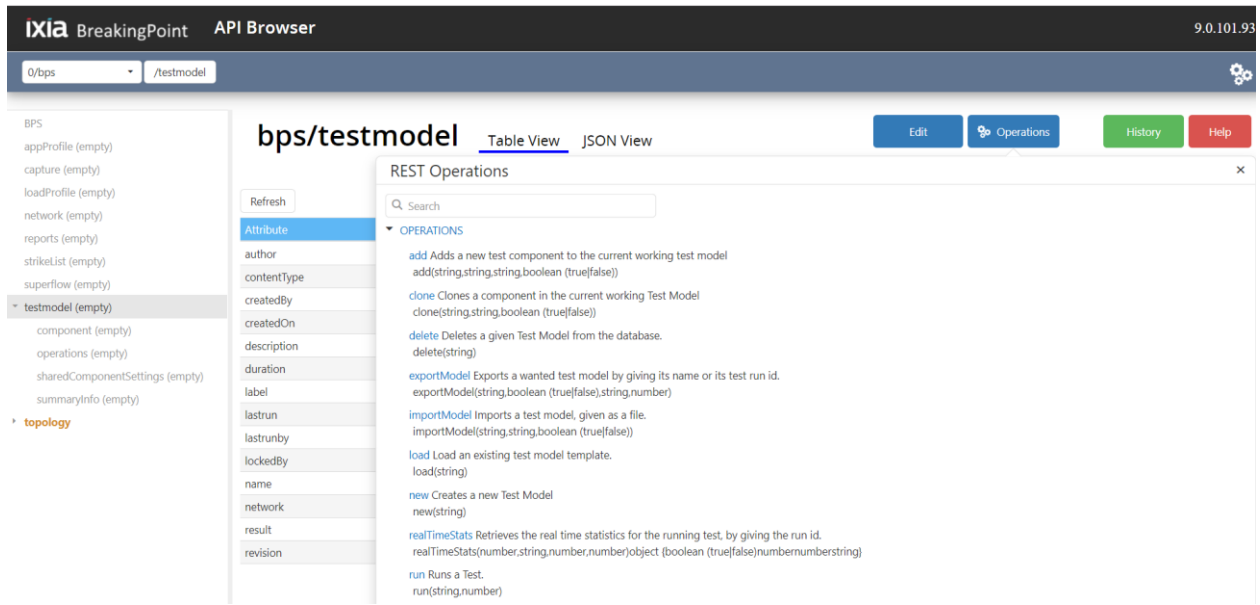 ixia BreakingPoint API Browser 9.0.101.93
0/bps /testmodel
BPS
appProfile (empty)
capture (empty)
loadProfile (empty)
network (empty)
reports (empty)
strikeList (empty)
superflow (empty)
testmodel (empty)
component (empty)
operations (empty)
sharedComponentSettings (empty)
summaryInfo (empty)
topology
bps/testmodel Table View JSON View Edit Operations History Help
Refresh
Attribute
author
contentType
createdBy
createdOn
description
duration
label
lastrun
lastrunby
lockedBy
name
network
result
revision
REST Operations ×
Search
OPERATIONS
add Adds a new test component to the current working test model
add(string,string,string,boolean (true|false))
clone Clones a component in the current working Test Model
clone(string,string,boolean (true|false))
delete Deletes a given Test Model from the database.
delete(string)
exportModel Exports a wanted test model by giving its name or its test run id.
exportModel(string,boolean (true|false),string,number)
importModel Imports a test model, given as a file.
importModel(string,string,boolean (true|false))
load Load an existing test model template.
load(string)
new Creates a new Test Model
new(string)
realTimeStats Retrieves the real time statistics for the running test, by giving the run id.
realTimeStats(number,string,number,number)object {boolean (true|false)numbernumberstring}
run Runs a Test.
run(string,number)